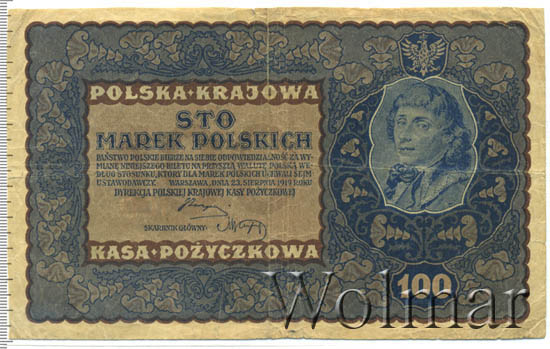 POLSKA · KRAJOWA
STO
MAREK POLSKICH
PAŃSTWO POLSKIE BIERZE NA SIEBIE ODPOWIEDZIALNOŚĆ ZA WY-
MIANĘ NINIEJSZEGO BILETU NA PRZYSZŁĄ WALUTĘ POLSKĄ WE-
DŁUG STOSUNKU, KTÓRY DLA MAREK POLSKICH UCHWALI SEJM
USTAWODAWCZY. WARSZAWA, DNIA 23. SIERPNIA 1919 ROKU
DYREKCJA POLSKIEJ KRAJOWEJ KASY POŻYCZKOWEJ
SKARBNIK GŁÓWNY:
KASA · POŻYCZKOWA
100
Wolmar